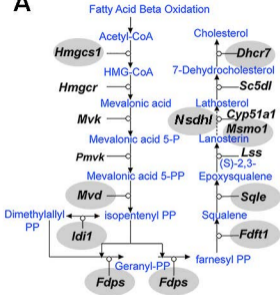 A
Fatty Acid Beta Oxidation
Acetyl-CoA
Hmgcs1
HMG-CoA
Hmgcr
Mevalonic acid
Mvk
Mevalonic acid 5-P
Pmvk
Mevalonic acid 5-PP
Mvd
Dimethylallyl
PP
isopentenyl PP
Idi1
Geranyl-PP
farnesyl PP
Fdps
Fdps
Cholesterol
Dhcr7
7-Dehydrocholesterol
Sc5dl
Lathosterol
Nsdhl
Cyp51a1
Msmo1
Lanosterin
Lss
(S)-2,3-
Epoxysqualene
Sqle
Squalene
Fdft1